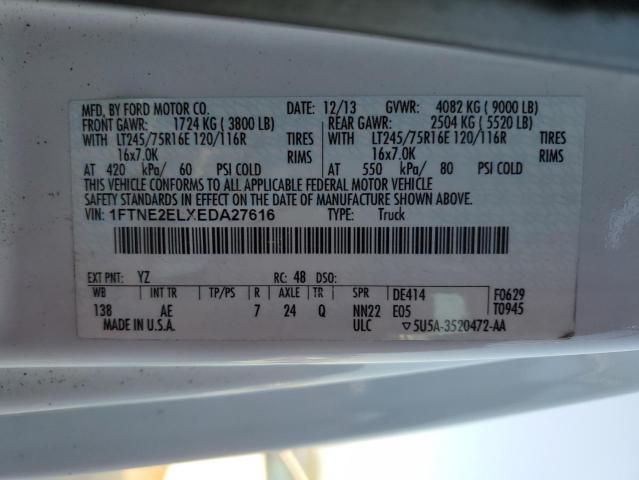 MFD. BY FORD MOTOR CO. DATE: 12/13 GVWR: 4082 KG ( 9000 LB)
FRONT GAWR: 1724 KG ( 3800 LB) REAR GAWR: 2504 KG ( 5520 LB)
WITH LT245/75R16E 120/116R TIRES WITH LT245/75R16E 120/116R TIRES
16x7.0K RIMS 16x7.0K RIMS
AT 420 kPa/ 60 PSI COLD AT 550 kPa/ 80 PSI COLD
THIS VEHICLE CONFORMS TO ALL APPLICABLE FEDERAL MOTOR VEHICLE
SAFETY STANDARDS IN EFFECT ON THE DATE OF MANUFACTURE SHOWN ABOVE.
VIN: 1FTNE2ELXEDA27616 TYPE: Truck
EXT PNT: YZ RC: 48 DSO:
WB INT TR TP/PS R AXLE TR SPR DE414 F0629
138 AE 7 24 Q NN22 E05 T0945
MADE IN U.S.A. ULC ▽5U5A-3520472-AA